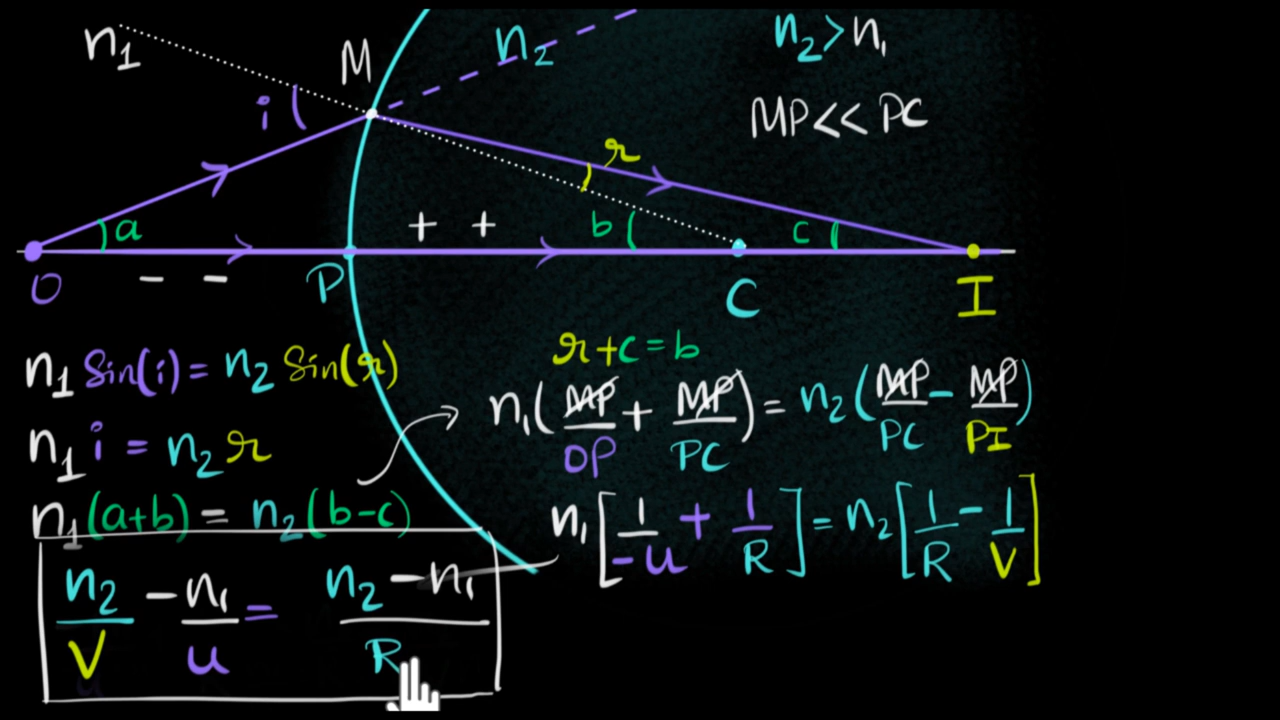 n₁ M n₂ n₂>n₁
i MP<< PC
r
a + + b c
O - - P C I
n₁ Sin(i) = n₂ Sin(r)
n₁ i = n₂ r
n₁(a+b) = n₂(b-c)
r+c=b
n₁(MP/OP + MP/PC) = n₂(MP/PC - MP/PI)
n₁[1/-u + 1/R] = n₂[1/R - 1/V]
n₂/V - n₁/u = n₂-n₁/R